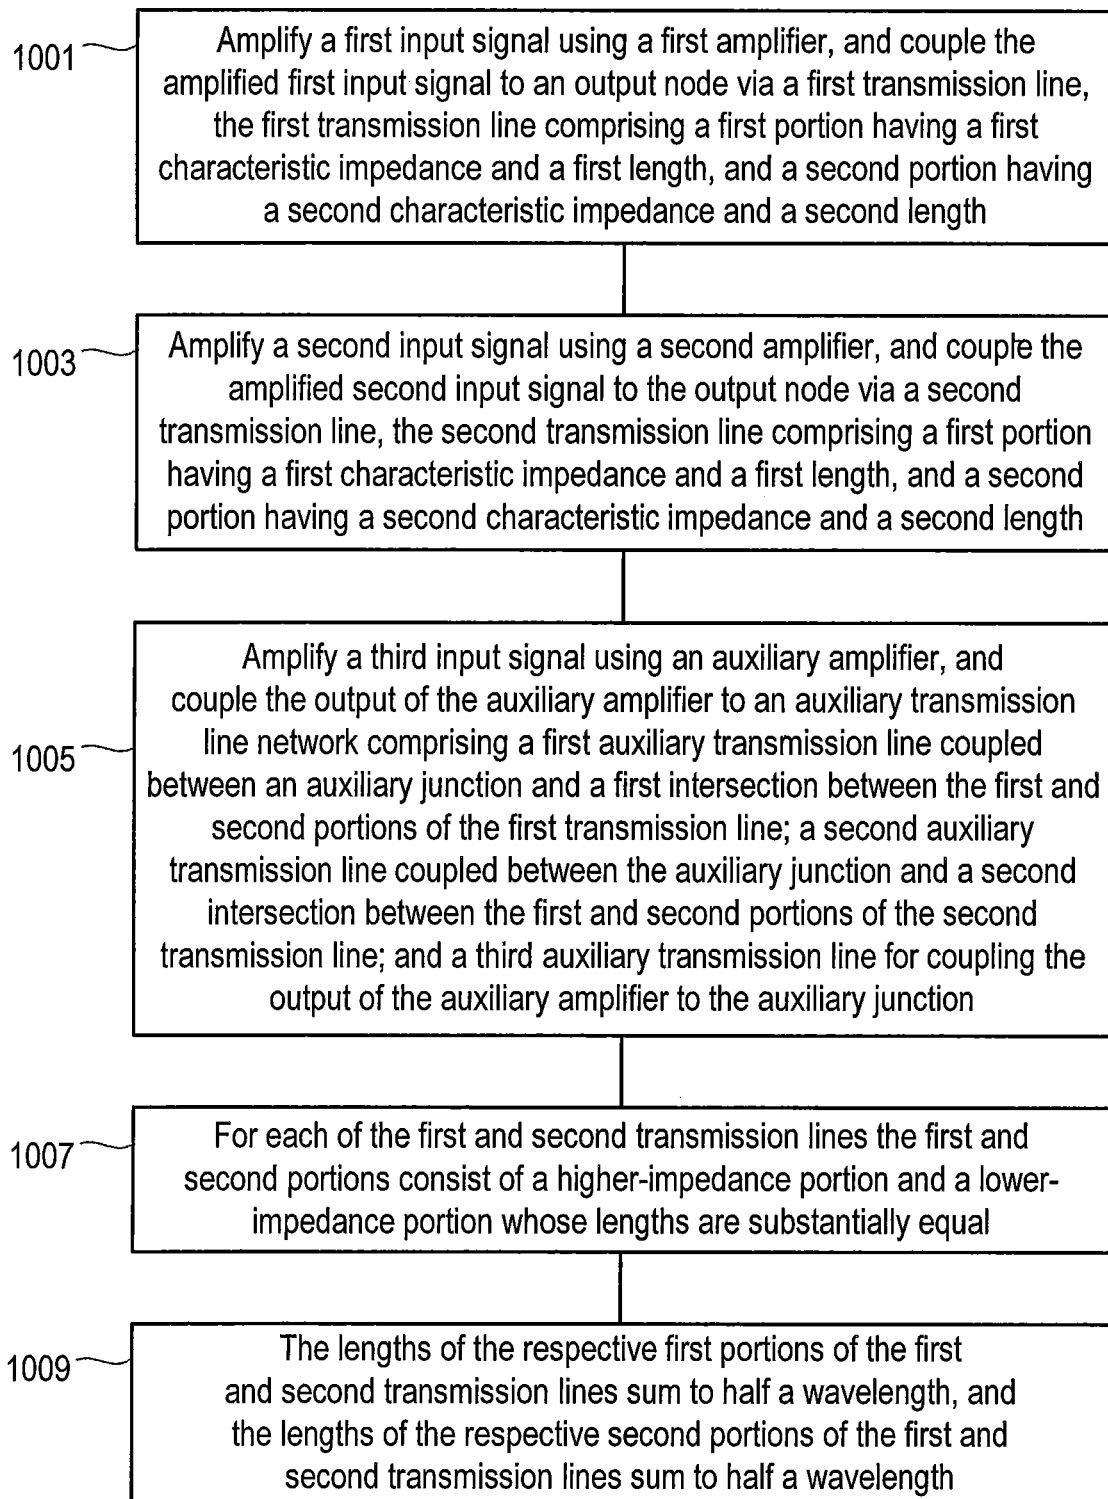 1001
Amplify a first input signal using a first amplifier, and couple the
amplified first input signal to an output node via a first transmission line,
the first transmission line comprising a first portion having a first
characteristic impedance and a first length, and a second portion having
a second characteristic impedance and a second length
1003
Amplify a second input signal using a second amplifier, and couple the
amplified second input signal to the output node via a second
transmission line, the second transmission line comprising a first portion
having a first characteristic impedance and a first length, and a second
portion having a second characteristic impedance and a second length
1005
Amplify a third input signal using an auxiliary amplifier, and
couple the output of the auxiliary amplifier to an auxiliary transmission
line network comprising a first auxiliary transmission line coupled
between an auxiliary junction and a first intersection between the first and
second portions of the first transmission line; a second auxiliary
transmission line coupled between the auxiliary junction and a second
intersection between the first and second portions of the second
transmission line; and a third auxiliary transmission line for coupling the
output of the auxiliary amplifier to the auxiliary junction
1007
For each of the first and second transmission lines the first and
second portions consist of a higher-impedance portion and a lower-
impedance portion whose lengths are substantially equal
1009
The lengths of the respective first portions of the first
and second transmission lines sum to half a wavelength, and
the lengths of the respective second portions of the first and
second transmission lines sum to half a wavelength